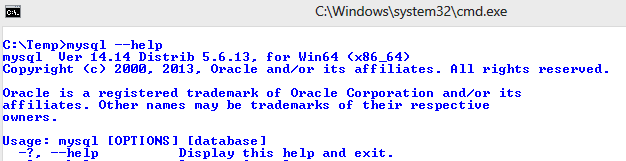 C:\Windows\system32\cmd.exe
C:\Temp>mysql --help
mysql  Ver 14.14 Distrib 5.6.13, for Win64 (x86_64)
Copyright (c) 2000, 2013, Oracle and/or its affiliates. All rights reserved.
Oracle is a registered trademark of Oracle Corporation and/or its
affiliates. Other names may be trademarks of their respective
owners.
Usage: mysql [OPTIONS] [database]
  -?, --help          Display this help and exit.